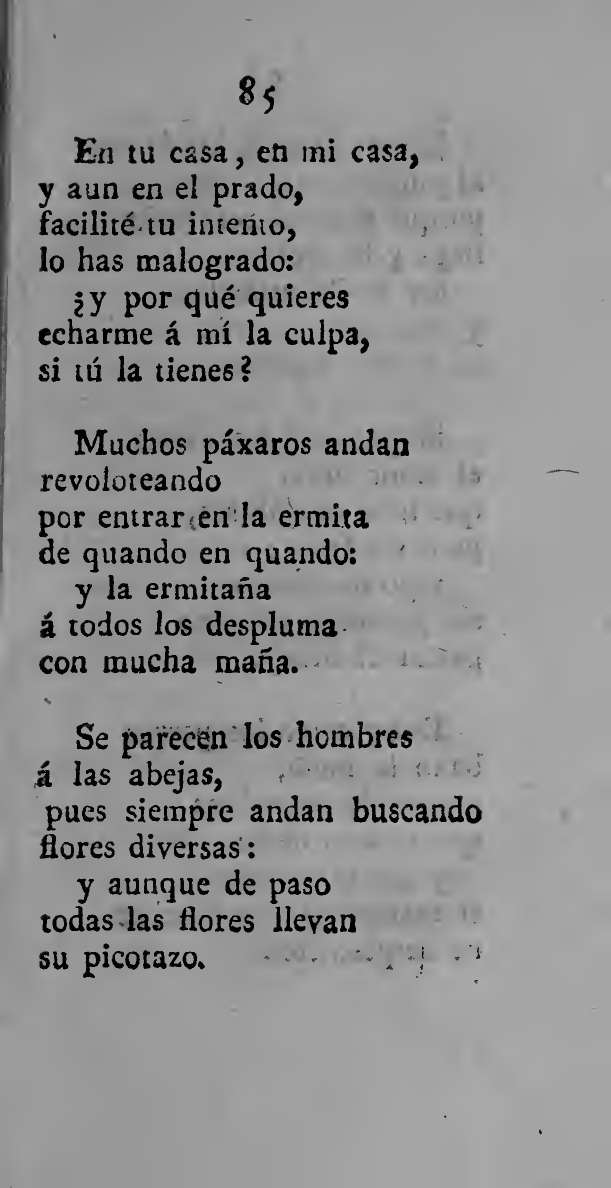 85
En tu casa, en mi casa,
y aun en el prado,
facilité tu intento,
lo has malogrado:
¿y por qué quieres
echarme á mí la culpa,
si tú la tienes?
Muchos páxaros andan
revoloteando
por entrar en la ermita
de quando en quando:
y la ermitaña
á todos los despluma
con mucha maña.
Se parecen los hombres
á las abejas,
pues siempre andan buscando
flores diversas:
y aunque de paso
todas las flores llevan
su picotazo.